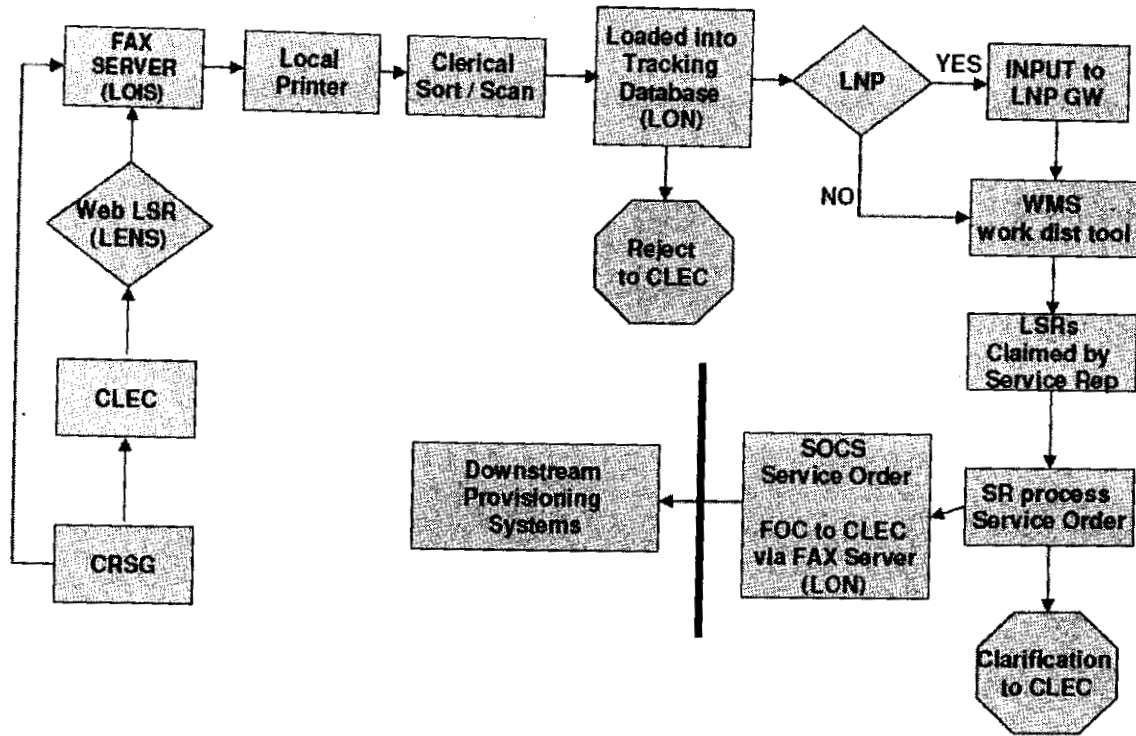 FAX
SERVER
(LOIS)
Local
Printer
Clerical
Sort / Scan
Loaded into
Tracking
Database
(LON)
LNP
YES
INPUT to
LNP GW
NO
WMS
work dist tool
Web LSR
(LENS)
Reject
to CLEC
LSRs
Claimed by
Service Rep
CLEC
Downstream
Provisioning
Systems
SOCS
Service Order
FOC to CLEC
via FAX Server
(LON)
SR process
Service Order
CRSG
Clarification
to CLEC